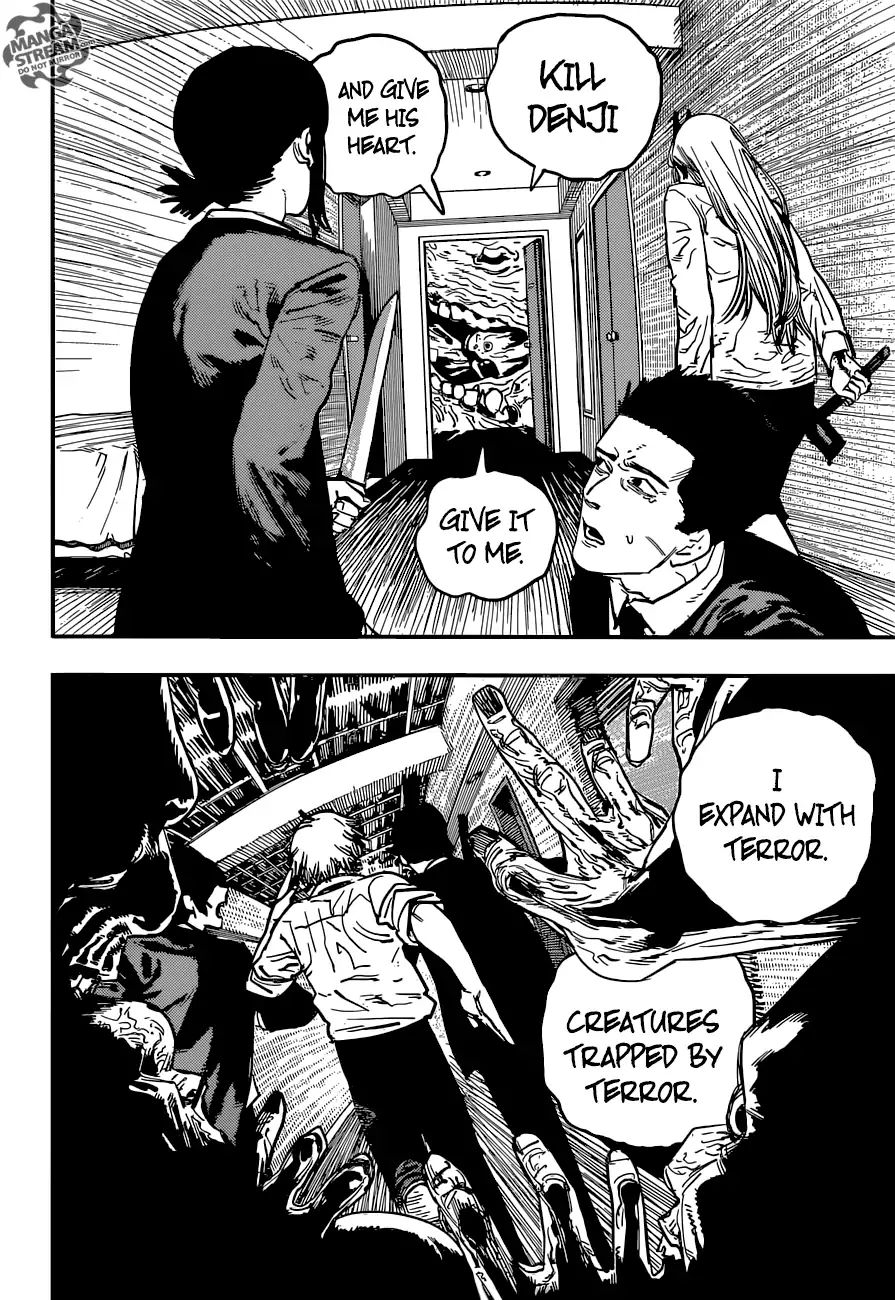 MANGA
STREAM.com
DO NOT MIRROR
KILL
DENJI
AND GIVE
ME HIS
HEART.
GIVE IT
TO ME.
I
EXPAND WITH
TERROR.
CREATURES
TRAPPED BY
TERROR.